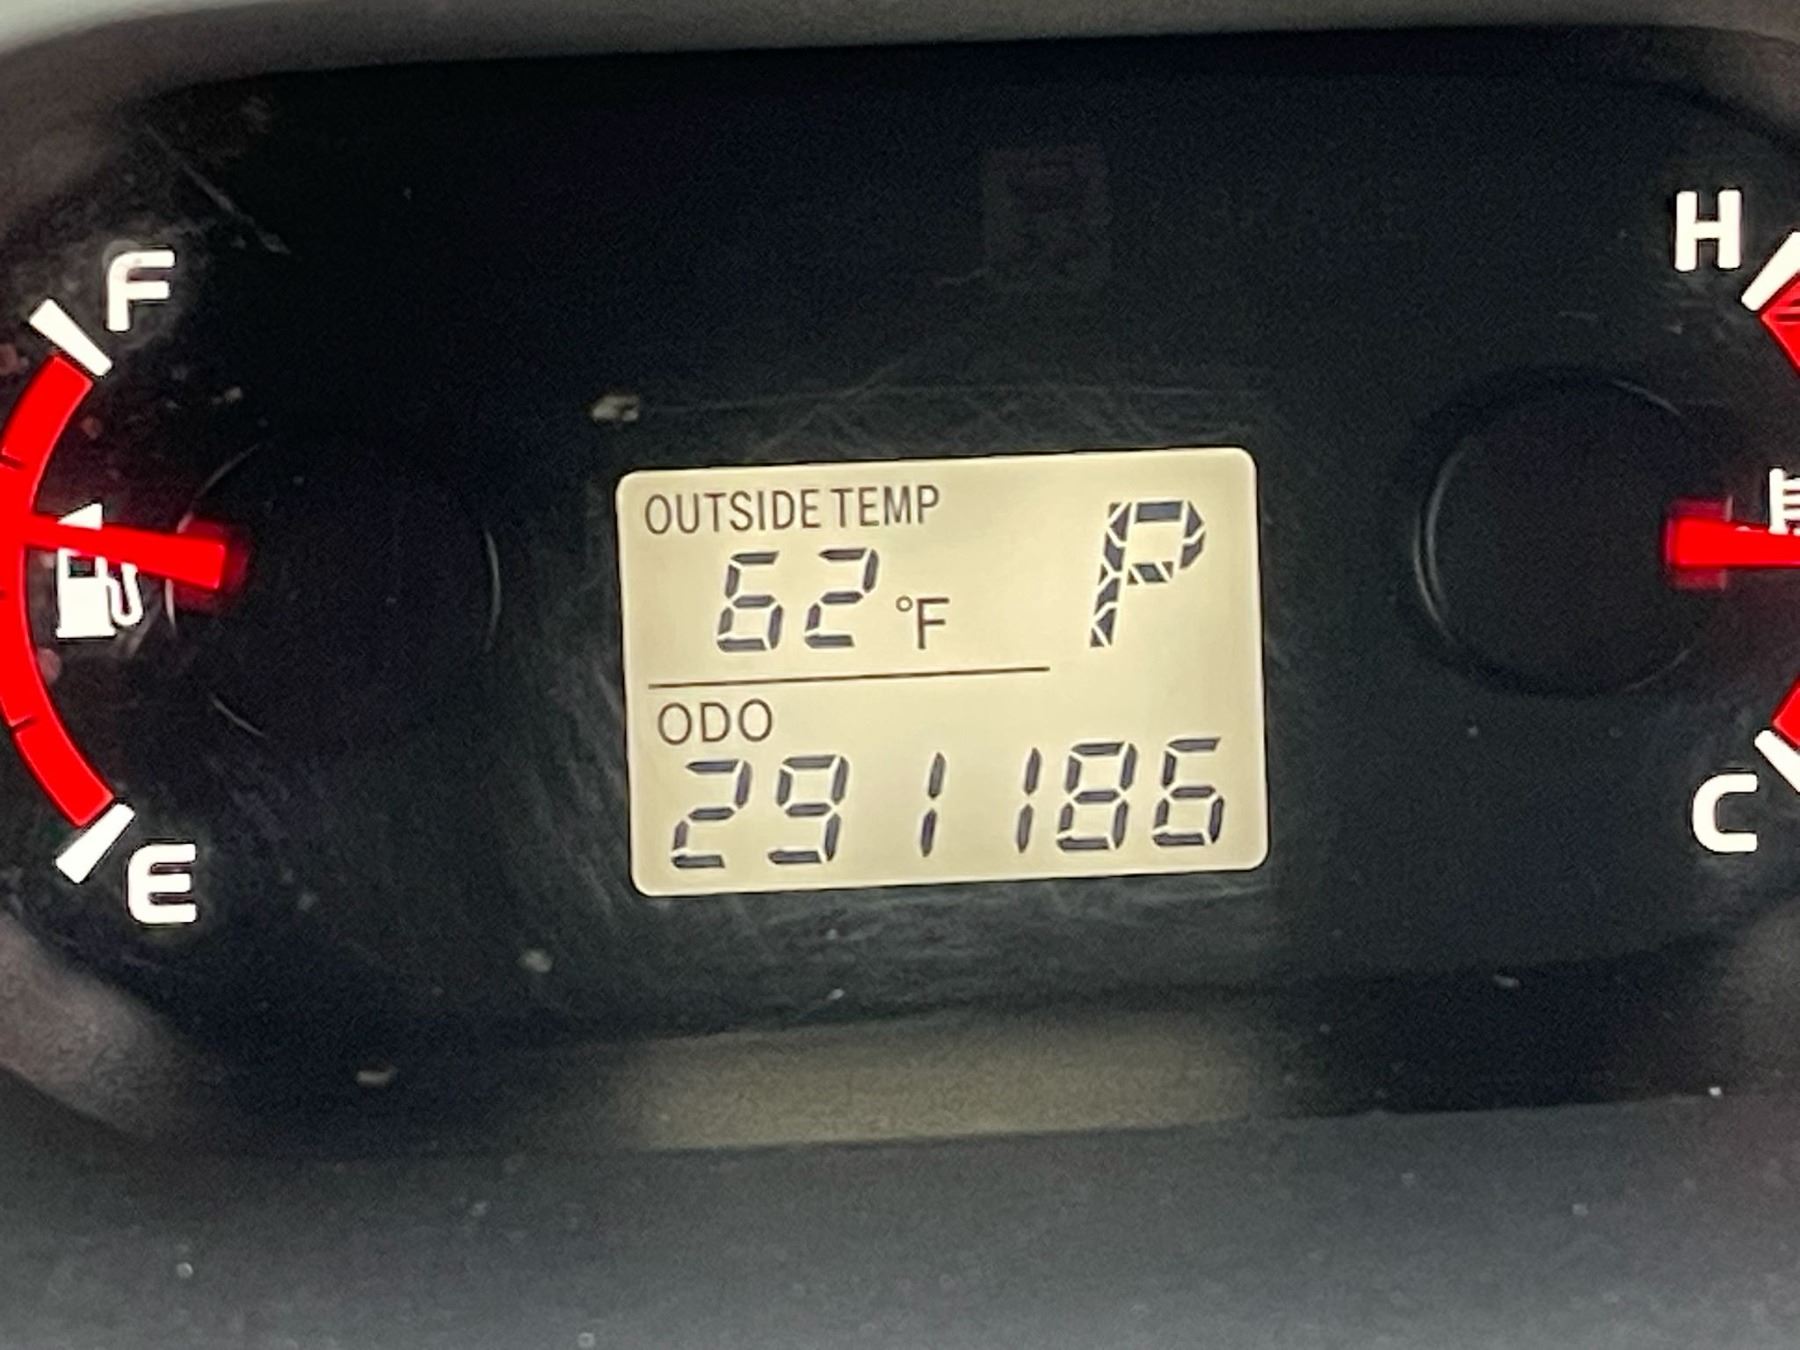 F
H
OUTSIDE TEMP
62 °F
P
ODO
291186
E
C